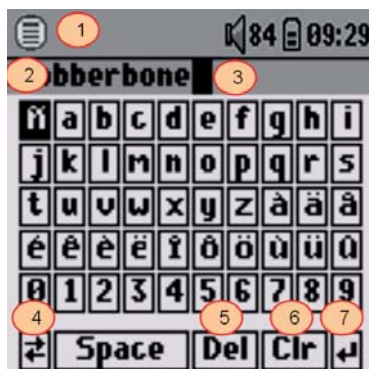 1 84 09:29
2 bberbone 3
a b c d e f g h i
j k l m n o p q r s
t u v w x y z à ä â
é ê è ë î ô ö ù ü û
0 1 2 3 4 5 6 7 8 9
4 5 6 7
Space Del Clr